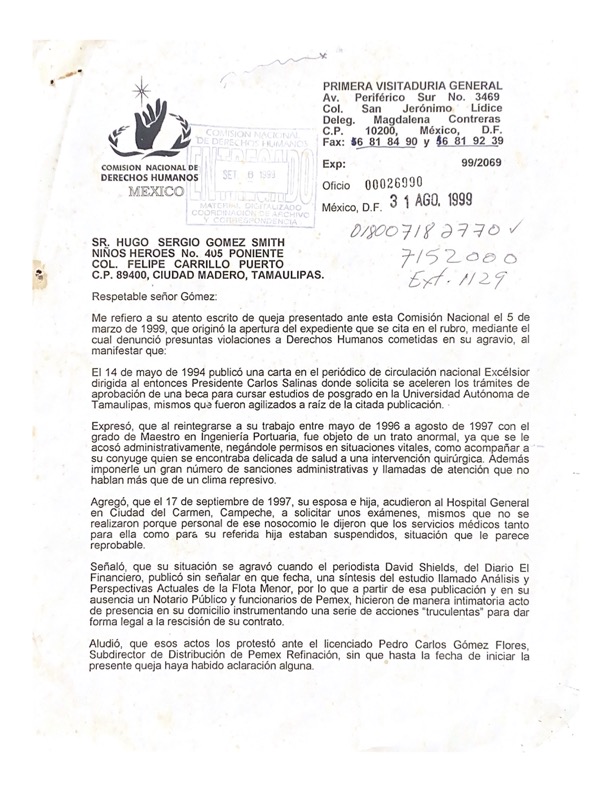 PRIMERA VISITADURIA GENERAL
Av. Periférico Sur No. 3469
Col. San Jerónimo Lídice
Deleg. Magdalena Contreras
C.P. 10200, México, D.F.
Fax: 56 81 84 90 y 56 81 92 39
Exp: 99/2069
Oficio 00026990
México, D.F. 31 AGO. 1999
COMISION NACIONAL DE
DERECHOS HUMANOS
MEXICO
COMISION NACIONAL
DE DERECHOS HUMANOS
SET 1999
MATERIAL DIGITALIZADO
COORDINACION DE ARCHIVO
Y CORRESPONDENCIA
018007182770
7152000
Ext. 1129
SR. HUGO SERGIO GOMEZ SMITH
NIÑOS HEROES No. 405 PONIENTE
COL. FELIPE CARRILLO PUERTO
C.P. 89400, CIUDAD MADERO, TAMAULIPAS.
Respetable señor Gómez:
Me refiero a su atento escrito de queja presentado ante esta Comisión Nacional el 5 de
marzo de 1999, que originó la apertura del expediente que se cita en el rubro, mediante el
cual denunció presuntas violaciones a Derechos Humanos cometidas en su agravio, al
manifestar que:
El 14 de mayo de 1994 publicó una carta en el periódico de circulación nacional Excélsior
dirigida al entonces Presidente Carlos Salinas donde solicita se aceleren los trámites de
aprobación de una beca para cursar estudios de posgrado en la Universidad Autónoma de
Tamaulipas, mismos que fueron agilizados a raíz de la citada publicación.
Expresó, que al reintegrarse a su trabajo entre mayo de 1996 a agosto de 1997 con el
grado de Maestro en Ingeniería Portuaria, fue objeto de un trato anormal, ya que se le
acosó administrativamente, negándole permisos en situaciones vitales, como acompañar a
su conyuge quien se encontraba delicada de salud a una intervención quirúrgica. Además
imponerle un gran número de sanciones administrativas y llamadas de atención que no
hablan más que de un clima represivo.
Agregó, que el 17 de septiembre de 1997, su esposa e hija, acudieron al Hospital General
en Ciudad del Carmen, Campeche, a solicitar unos exámenes, mismos que no se
realizaron porque personal de ese nosocomio le dijeron que los servicios médicos tanto
para ella como para su referida hija estaban suspendidos, situación que le parece
reprobable.
Señaló, que su situación se agravó cuando el periodista David Shields, del Diario El
Financiero, publicó sin señalar en que fecha, una síntesis del estudio llamado Análisis y
Perspectivas Actuales de la Flota Menor, por lo que a partir de esa publicación y en su
ausencia un Notario Público y funcionarios de Pemex, hicieron de manera intimatoria acto
de presencia en su domicilio instrumentando una serie de acciones "truculentas" para dar
forma legal a la rescisión de su contrato.
Aludió, que esos actos los protestó ante el licenciado Pedro Carlos Gómez Flores,
Subdirector de Distribución de Pemex Refinación, sin que hasta la fecha de iniciar la
presente queja haya habido aclaración alguna.